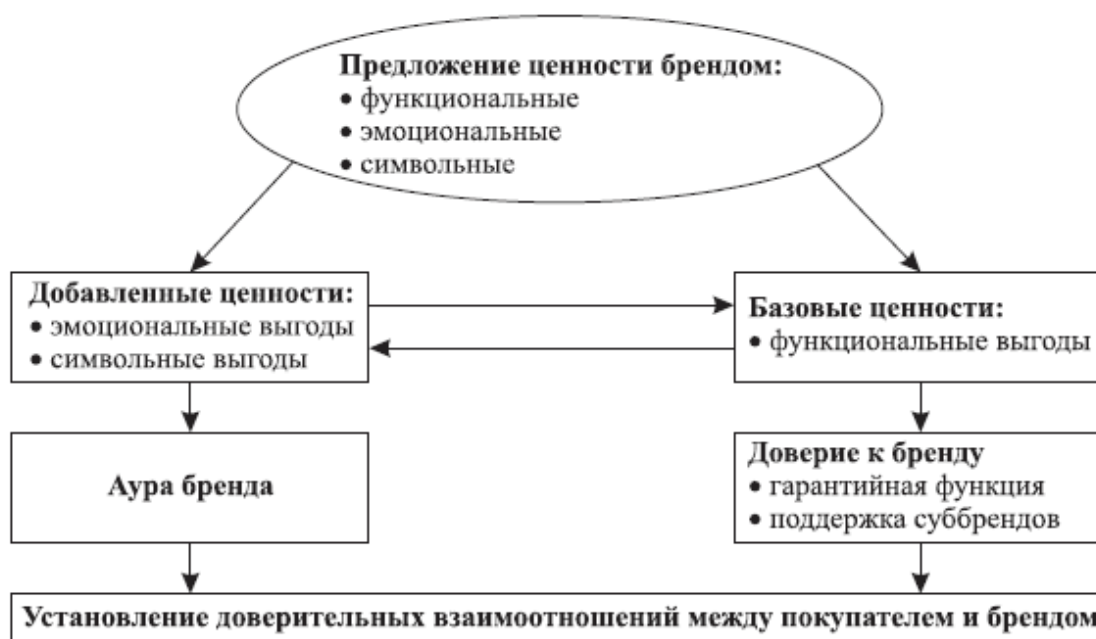 Предложение ценности брендом:
• функциональные
• эмоциональные
• символьные
Добавленные ценности:
• эмоциональные выгоды
• символьные выгоды
Базовые ценности:
• функциональные выгоды
Аура бренда
Доверие к бренду
• гарантийная функция
• поддержка суббрендов
Установление доверительных взаимоотношений между покупателем и брендом